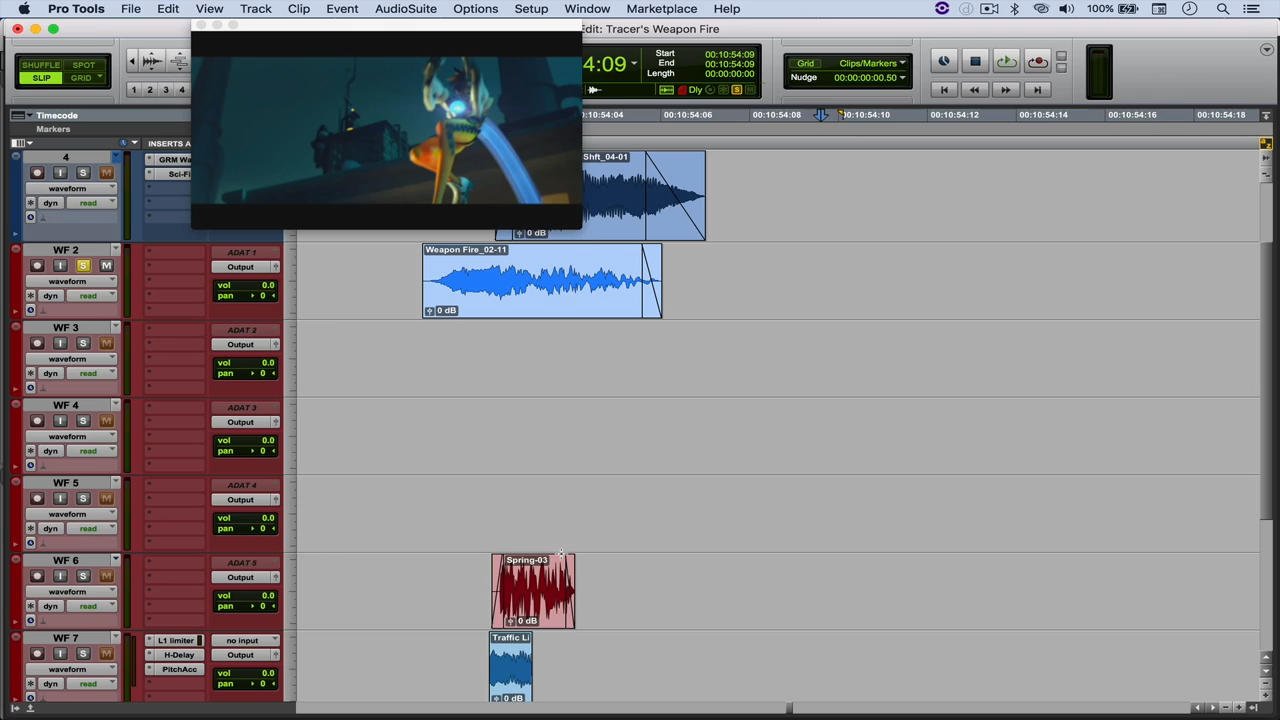 Pro Tools File Edit View Track Clip Event AudioSuite Options Setup Window Marketplace Help 100%
Edit: Tracer's Weapon Fire
SHUFFLE SPOT
SLIP GRID
1 2 3 4
4:09
Start 00:10:54:09
End 00:10:54:09
Length 00:00:00:00
Dly
Grid Clips/Markers
Nudge 00:00:00:00.50
Timecode
00:10:54:04 00:10:54:06 00:10:54:08 00:10:54:10 00:10:54:12 00:10:54:14 00:10:54:16 00:10:54:18
Markers
INSERTS A
4
GRM Wa
I S M
Sci-Fi
waveform
dyn read
Shft_04-01
0 dB
WF 2
ADAT 1
I S M
Output
waveform
vol 0.0
dyn read
pan 0
Weapon Fire_02-11
0 dB
WF 3
ADAT 2
I S M
Output
waveform
vol 0.0
dyn read
pan 0
WF 4
ADAT 3
I S M
Output
waveform
vol 0.0
dyn read
pan 0
WF 5
ADAT 4
I S M
Output
waveform
vol 0.0
dyn read
pan 0
WF 6
ADAT 5
I S M
Output
waveform
vol 0.0
dyn read
pan 0
Spring-03
0 dB
WF 7
L1 limiter
no input
I S M
H-Delay
Output
waveform
PitchAcc
vol 0.0
dyn read
pan 0
Traffic Li
0 dB